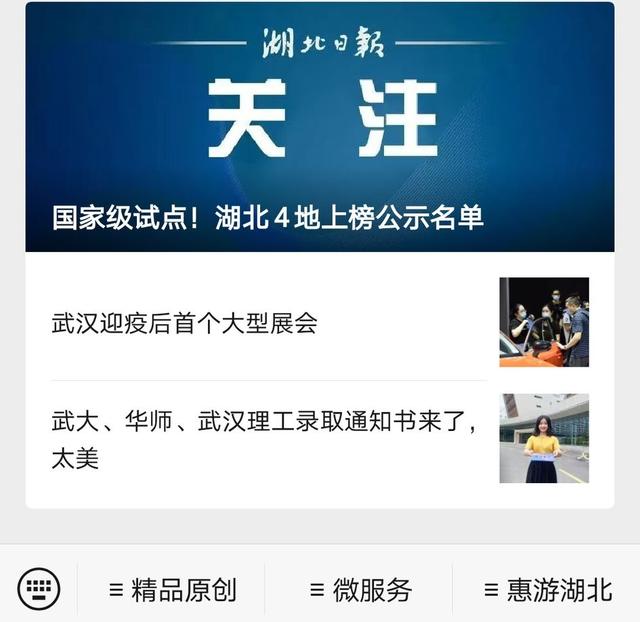 湖北日報
关注
国家级试点！湖北4地上榜公示名单
武汉迎疫后首个大型展会
武大、华师、武汉理工录取通知书来了，
太美
精品原创
微服务
惠游湖北